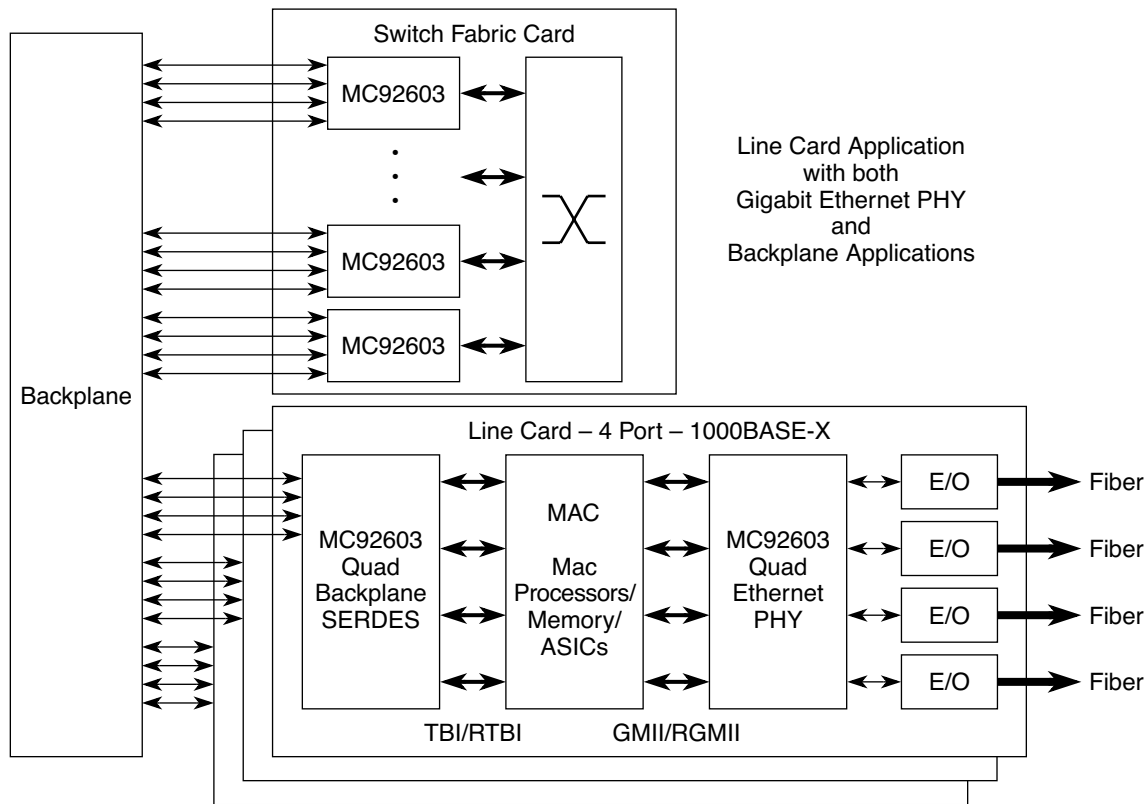 Switch Fabric Card
MC92603
MC92603
MC92603
Line Card Application
with both
Gigabit Ethernet PHY
and
Backplane Applications
Backplane
Line Card – 4 Port – 1000BASE-X
MC92603
Quad
Backplane
SERDES
MAC
Mac
Processors/
Memory/
ASICs
MC92603
Quad
Ethernet
PHY
E/O
E/O
E/O
E/O
Fiber
Fiber
Fiber
Fiber
TBI/RTBI
GMII/RGMII